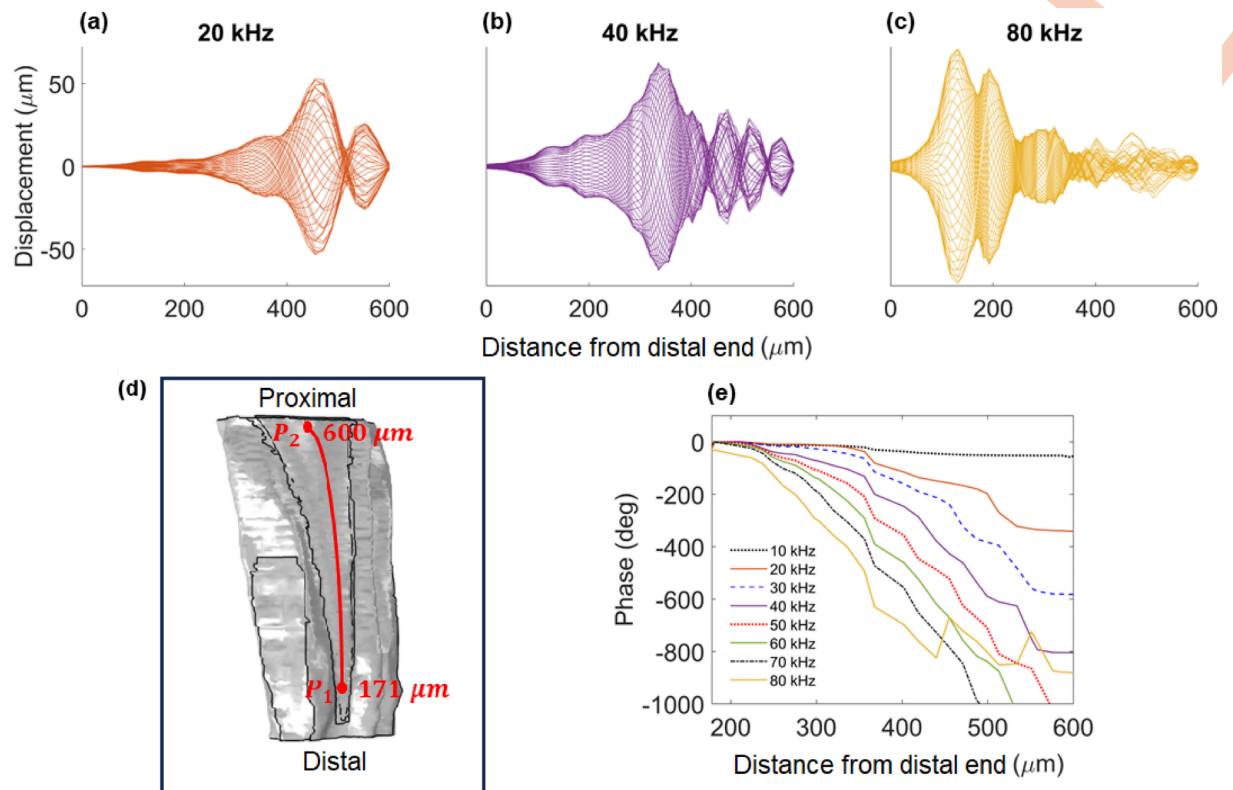 (a)
20 kHz
(b)
40 kHz
(c)
80 kHz
Displacement (μm)
50
0
-50
0 200 400 600
0 200 400 600
0 200 400 600
Distance from distal end (μm)
(d)
Proximal
P₂ 600 μm
P₁ 171 μm
Distal
(e)
Phase (deg)
0
-200
-400
-600
-800
-1000
10 kHz
20 kHz
30 kHz
40 kHz
50 kHz
60 kHz
70 kHz
80 kHz
200 300 400 500 600
Distance from distal end (μm)